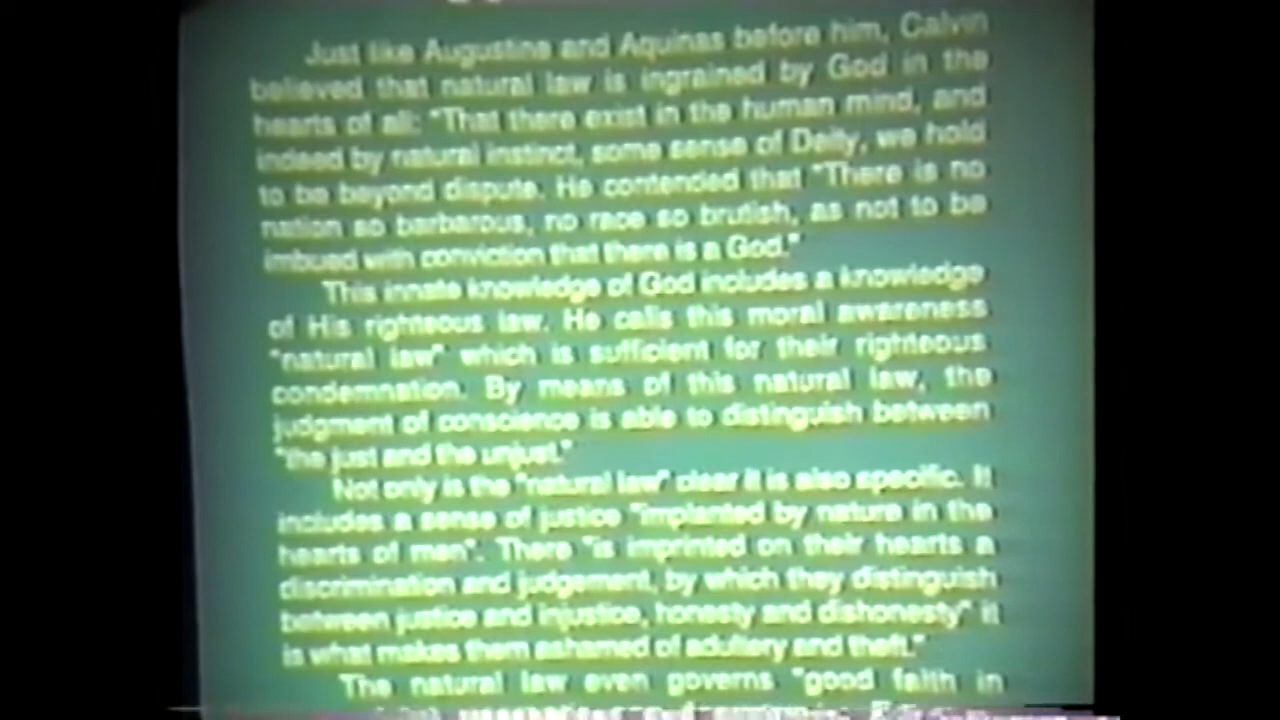 Just like Augustine and Aquinas before him, Calvin
believed that natural law is ingrained by God in the
hearts of all: "That there exist in the human mind, and
indeed by natural instinct, some sense of Deity, we hold
to be beyond dispute. He contended that "There is no
nation so barbarous, no race so brutish, as not to be
imbued with conviction that there is a God."
This innate knowledge of God includes a knowledge
of His righteous law. He calls this moral awareness
"natural law" which is sufficient for their righteous
condemnation. By means of this natural law, the
judgment of conscience is able to distinguish between
"the just and the unjust."
Not only is the "natural law" clear it is also specific. It
includes a sense of justice "implanted by nature in the
hearts of men". There "is imprinted on their hearts a
discrimination and judgement, by which they distinguish
between justice and injustice, honesty and dishonesty" it
is what makes them ashamed of adultery and theft."
The natural law even governs "good faith in